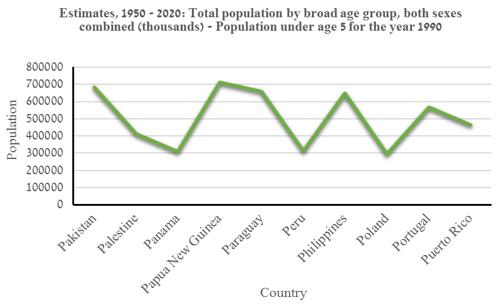 Estimates, 1950 - 2020: Total population by broad age group, both sexes
combined (thousands) - Population under age 5 for the year 1990
Population
800000
700000
600000
500000
400000
300000
200000
100000
0
Pakistan
Palestine
Panama
Papua New Guinea
Paraguay
Peru
Philippines
Poland
Portugal
Puerto Rico
Country